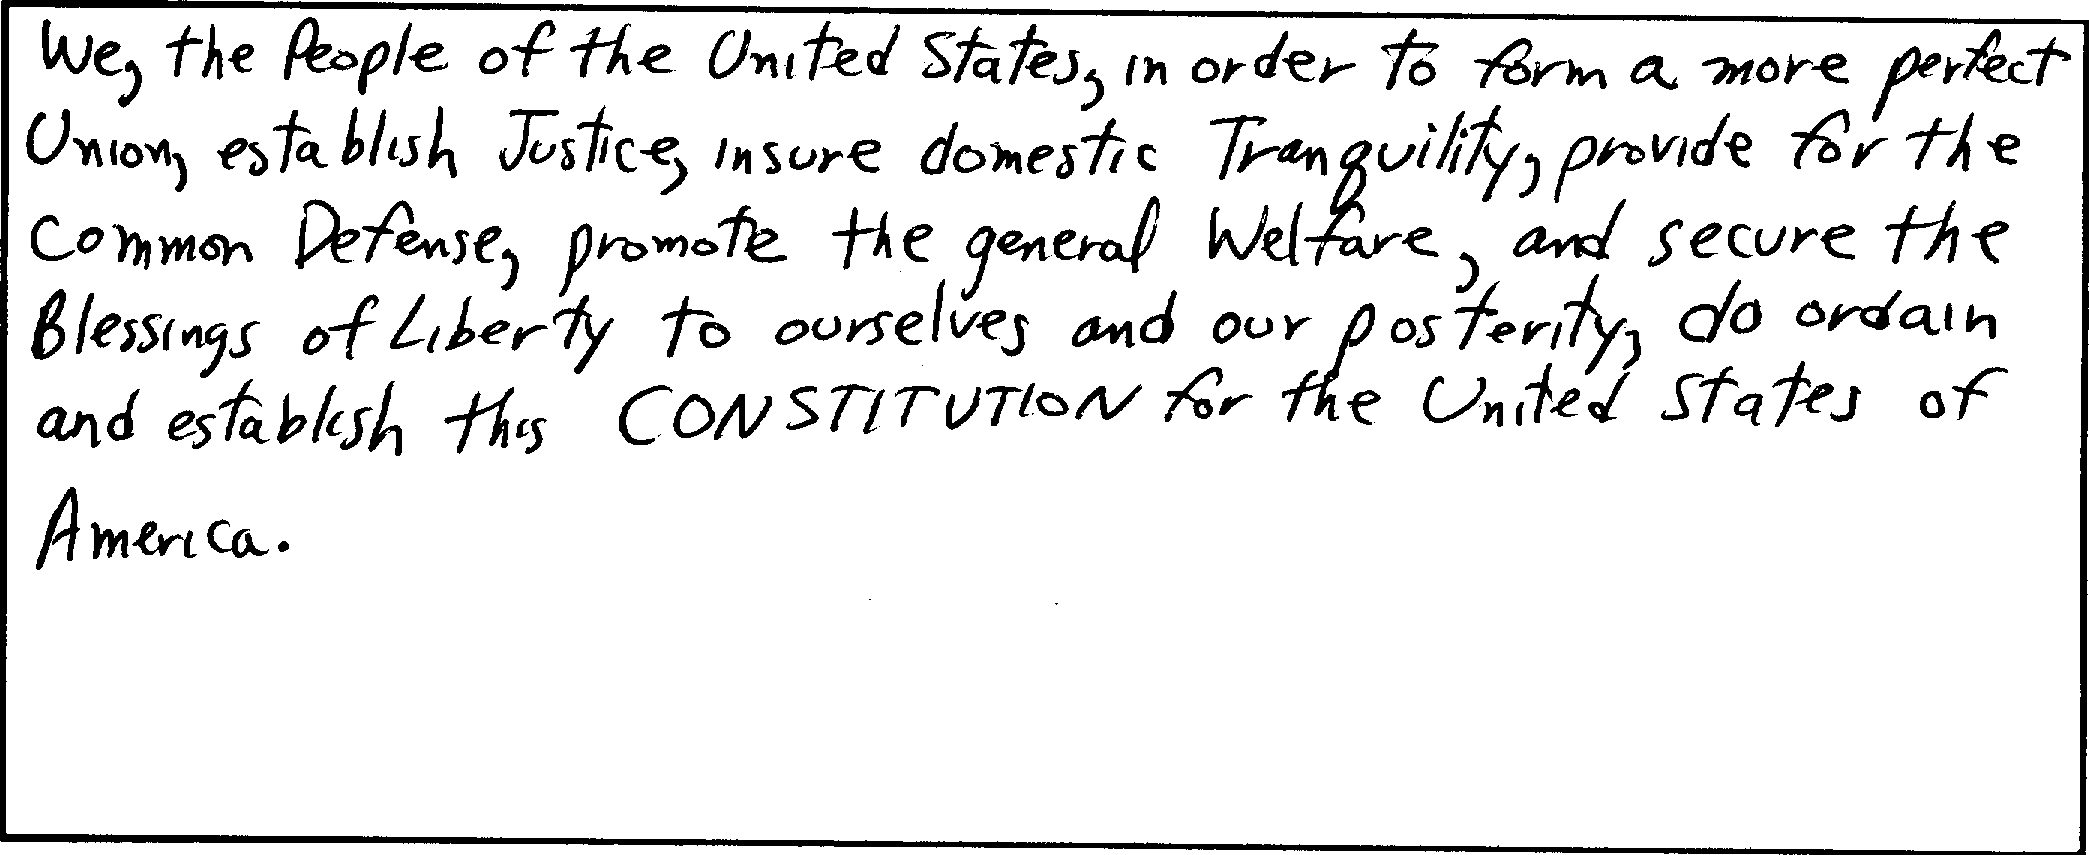 We, the People of the United States, in order to form a more perfect
Union, establish Justice, insure domestic Tranquility, provide for the
Common Defense, promote the general Welfare, and secure the
Blessings of Liberty to ourselves and our posterity, do ordain
and establish this CONSTITUTION for the United States of
America.